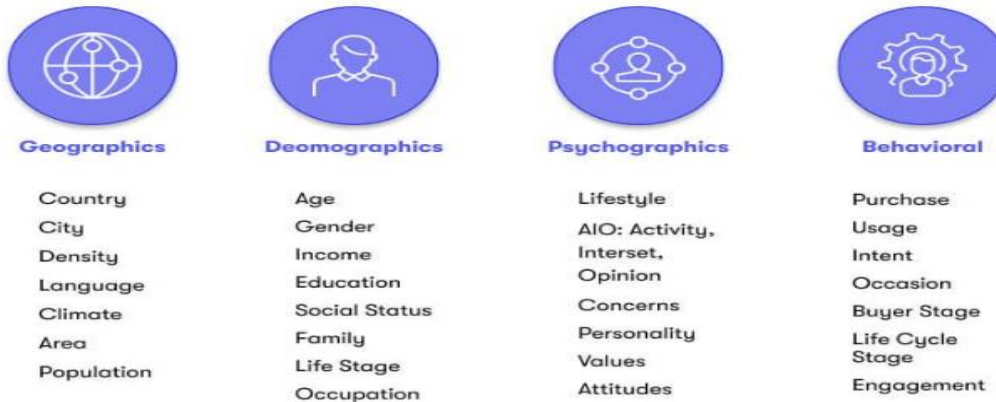 Geographics
Country
City
Density
Language
Climate
Area
Population
Deomographics
Age
Gender
Income
Education
Social Status
Family
Life Stage
Occupation
Psychographics
Lifestyle
AIO: Activity,
Interset,
Opinion
Concerns
Personality
Values
Attitudes
Behavioral
Purchase
Usage
Intent
Occasion
Buyer Stage
Life Cycle
Stage
Engagement